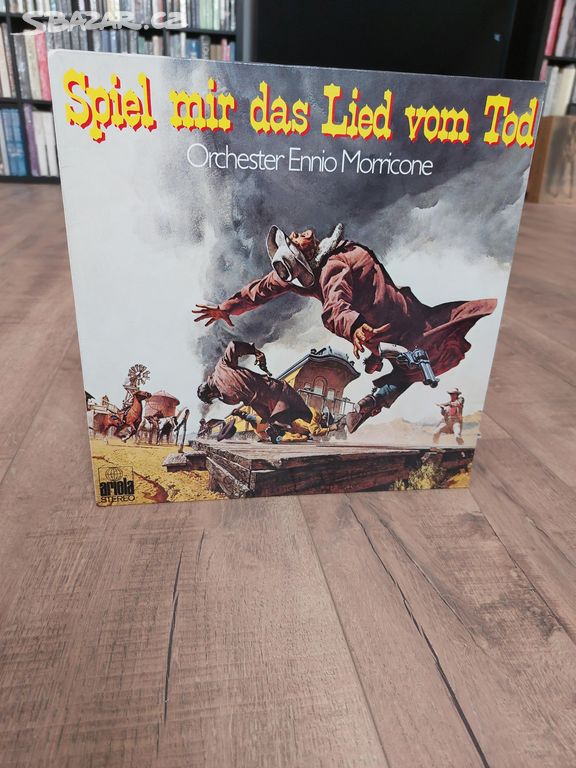 SBAZAR.CZ
Spiel mir das Lied vom Tod
Orchester Ennio Morricone
ariola
STEREO